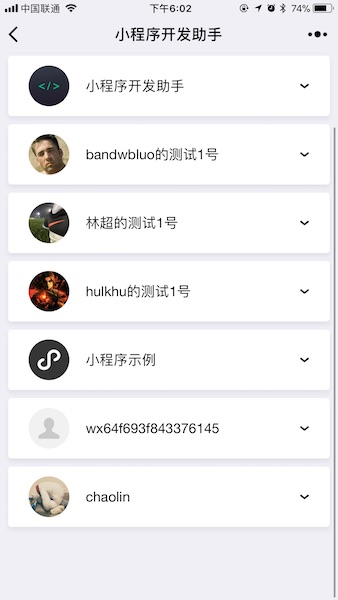 中国联通 下午6:02 74%
小程序开发助手
</> 小程序开发助手
bandwbluo的测试1号
林超的测试1号
hulkhu的测试1号
小程序示例
wx64f693f843376145
chaolin